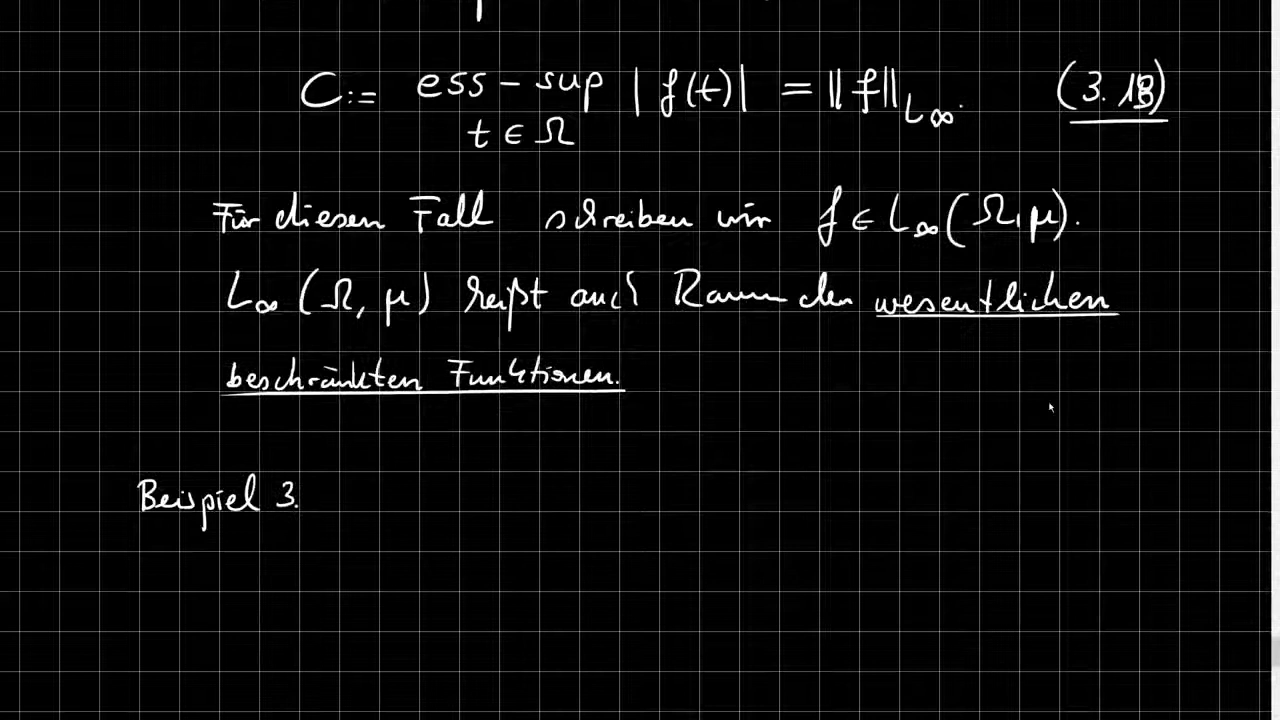 C := ess - sup |f(t)| = ||f||_{L∞}. (3.18)
t ∈ Ω
Für diesen Fall schreiben wir f ∈ L∞(Ω, μ).
L∞(Ω, μ) heißt auch Raum der wesentlichen
beschränkten Funktionen.
Beispiel 3.